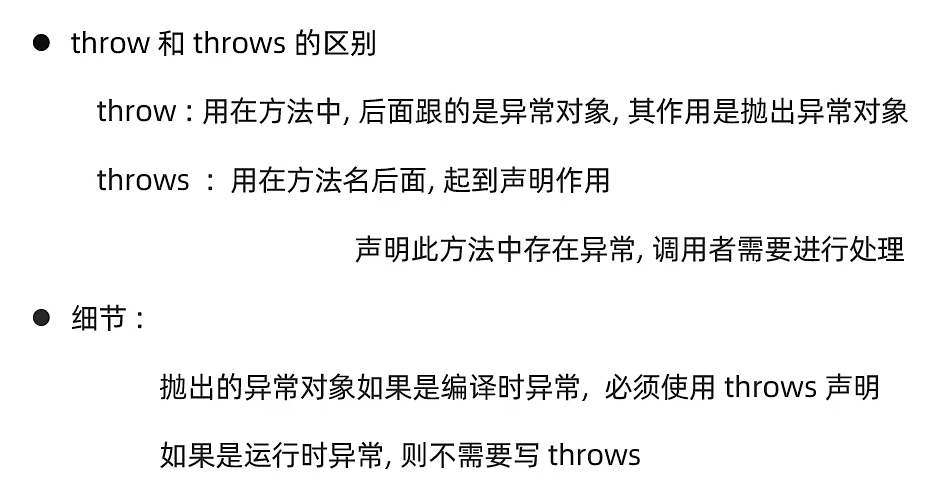 ● throw 和 throws 的区别
throw : 用在方法中, 后面跟的是异常对象, 其作用是抛出异常对象
throws : 用在方法名后面, 起到声明作用
声明此方法中存在异常, 调用者需要进行处理
● 细节 :
抛出的异常对象如果是编译时异常, 必须使用 throws 声明
如果是运行时异常, 则不需要写 throws